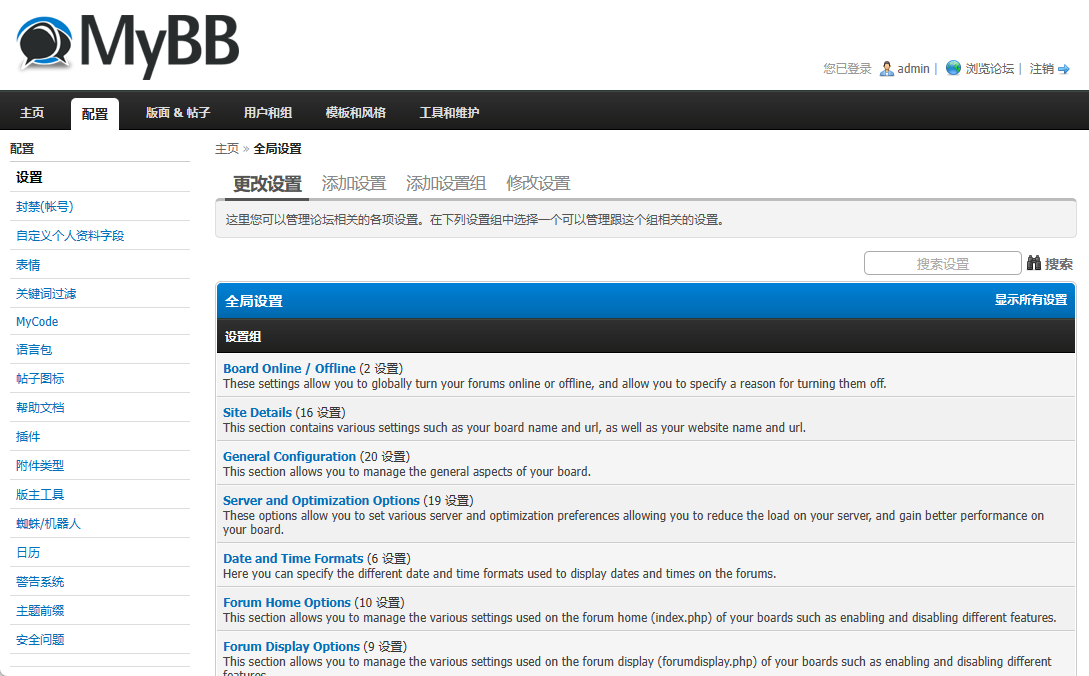 MyBB
您已登录 admin | 浏览论坛 | 注销
主页 配置 版面 & 帖子 用户和组 模板和风格 工具和维护
配置
设置
封禁(帐号)
自定义个人资料字段
表情
关键词过滤
MyCode
语言包
帖子图标
帮助文档
插件
附件类型
版主工具
蜘蛛/机器人
日历
警告系统
主题前缀
安全问题
主页 » 全局设置
更改设置 添加设置 添加设置组 修改设置
这里您可以管理论坛相关的各项设置。在下列设置组中选择一个可以管理跟这个组相关的设置。
搜索设置 搜索
全局设置 显示所有设置
设置组
Board Online / Offline (2 设置)
These settings allow you to globally turn your forums online or offline, and allow you to specify a reason for turning them off.
Site Details (16 设置)
This section contains various settings such as your board name and url, as well as your website name and url.
General Configuration (20 设置)
This section allows you to manage the general aspects of your board.
Server and Optimization Options (19 设置)
These options allow you to set various server and optimization preferences allowing you to reduce the load on your server, and gain better performance on
your board.
Date and Time Formats (6 设置)
Here you can specify the different date and time formats used to display dates and times on the forums.
Forum Home Options (10 设置)
This section allows you to manage the various settings used on the forum home (index.php) of your boards such as enabling and disabling different features.
Forum Display Options (9 设置)
This section allows you to manage the various settings used on the forum display (forumdisplay.php) of your boards such as enabling and disabling different
features.